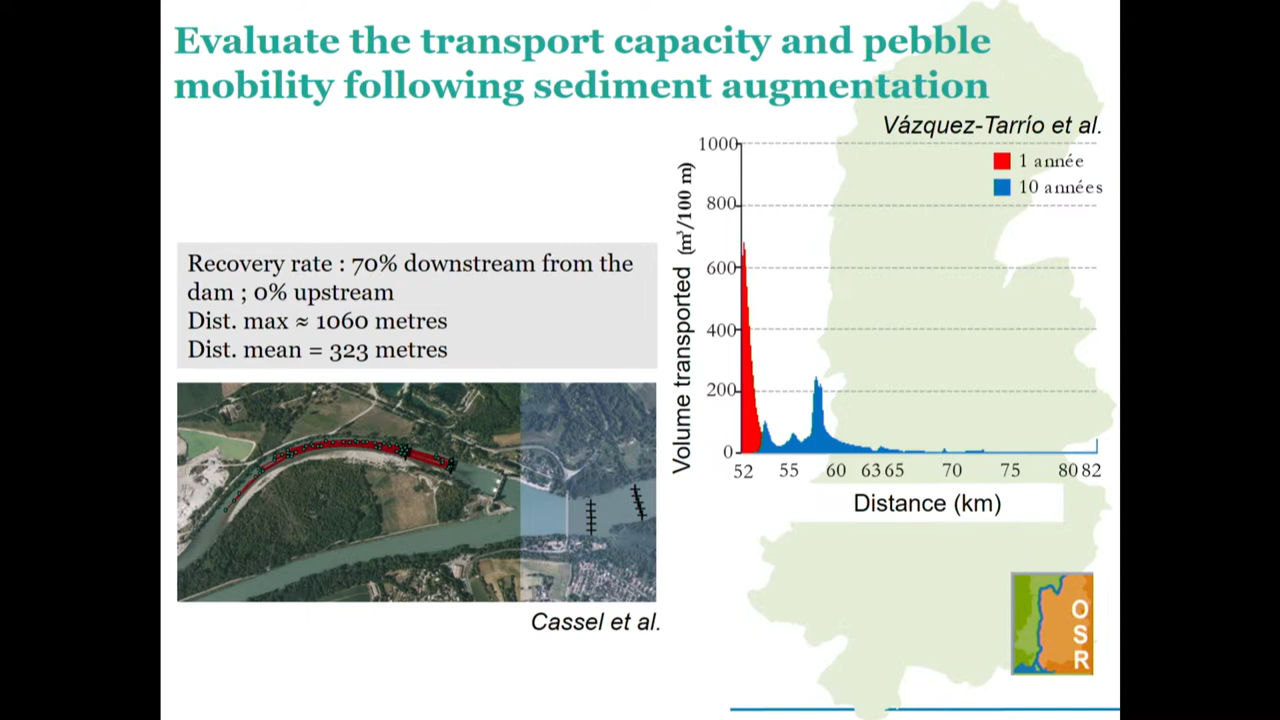 Evaluate the transport capacity and pebble
mobility following sediment augmentation
Vázquez-Tarrío et al.
Recovery rate : 70% downstream from the
dam ; 0% upstream
Dist. max ≈ 1060 metres
Dist. mean = 323 metres
Cassel et al.
Volume transported (m³/100 m)
1000
800
600
400
200
0
1 année
10 années
52 55 60 63 65 70 75 80 82
Distance (km)
O
S
R